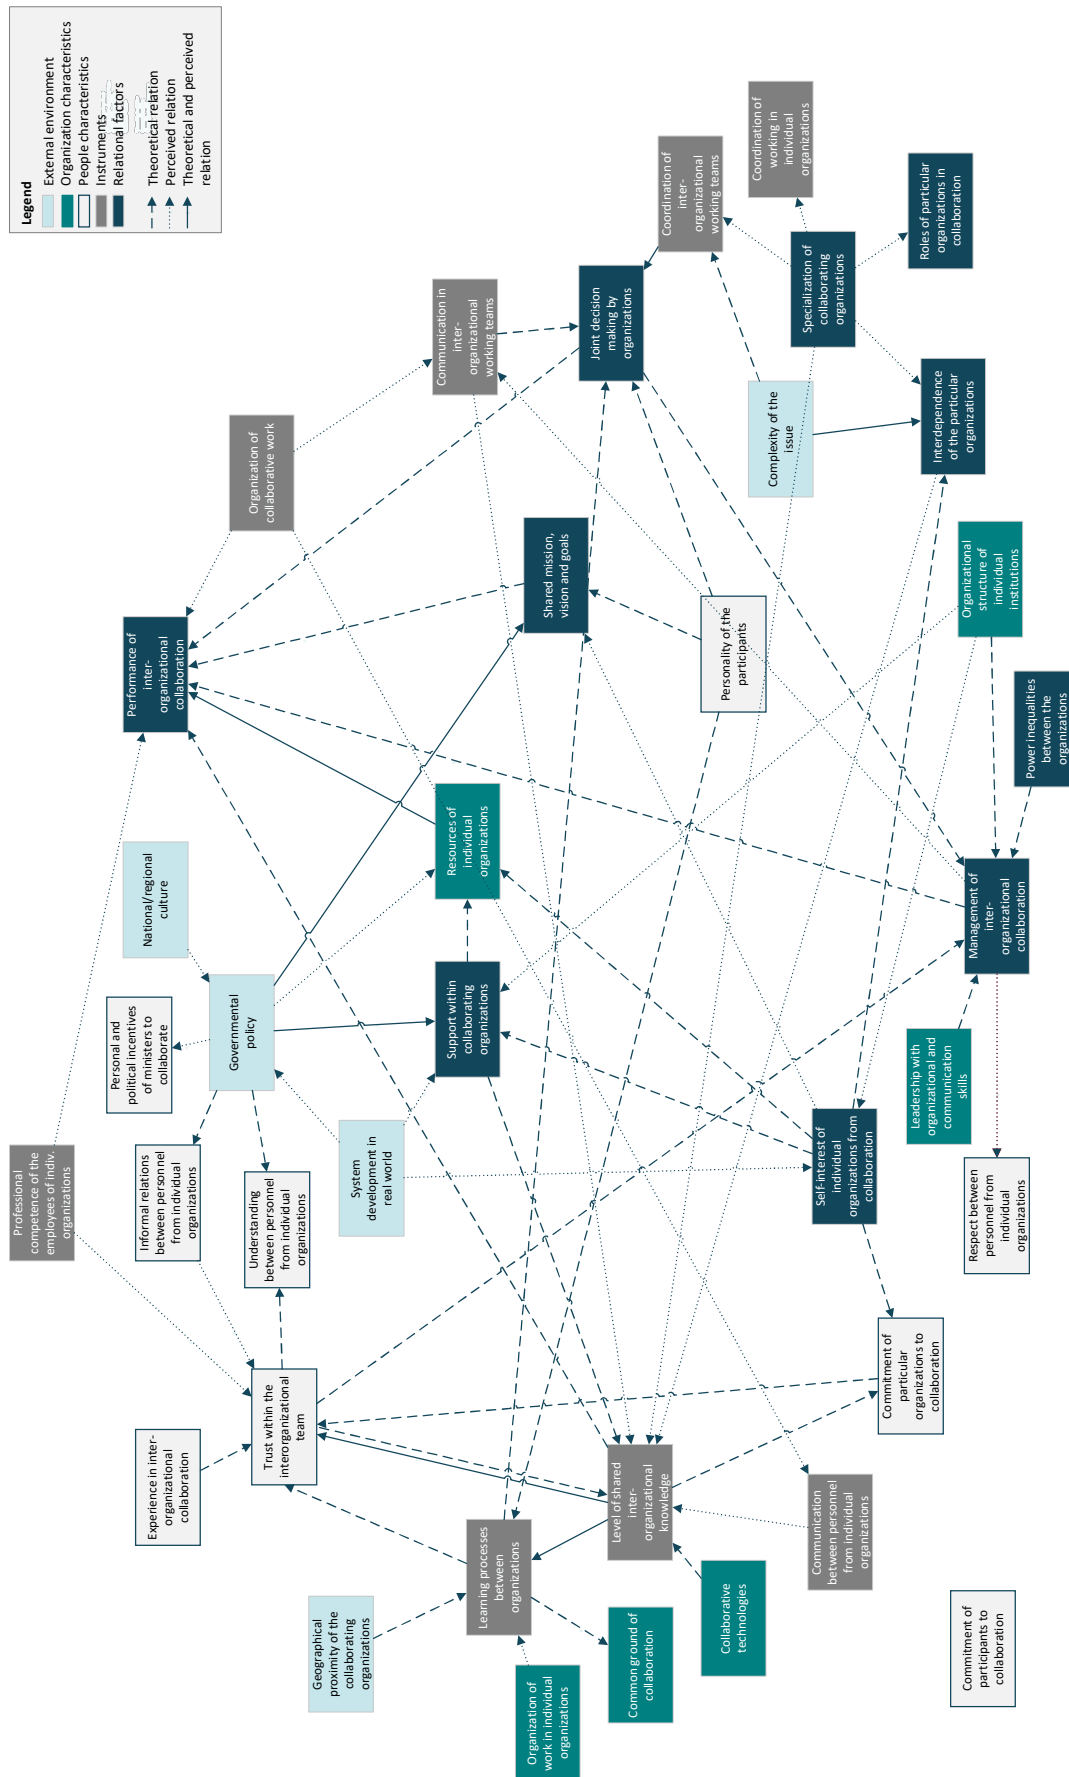 Legend
External environment
Organization characteristics
People characteristics
Instruments
Relational factors
Theoretical relation
Perceived relation
Theoretical and perceived
relation
Professional
competence of the
employees of indiv.
organizations
Personal and
political incentives
of ministers to
collaborate
National/regional
culture
Performance of
inter-
organizational
collaboration
Experience in inter-
organizational
collaboration
Informal relations
between personnel
from individual
organizations
Governmental
policy
Organization of
collaborative work
Trust within the
interorganizational
team
Understanding
between personnel
from individual
organizations
Geographical
proximity of the
collaborating
organizations
System
development in
real world
Support within
collaborating
organizations
Resources of
individual
organizations
Communication in
inter-
organizational
working teams
Learning processes
between
organizations
Shared mission,
vision and goals
Organization of
work in individual
organizations
Joint decision
making by
organizations
Common ground of
collaboration
Level of shared
inter-
organizational
knowledge
Coordination of
inter-
organizational
working teams
Collaborative
technologies
Personality of the
participants
Complexity of the
issue
Coordination of
working in
individual
organizations
Communication
between personnel
from individual
organizations
Self-interest of
individual
organizations from
collaboration
Specialization of
collaborating
organizations
Commitment of
particular
organizations to
collaboration
Leadership with
organizational and
communication
skills
Interdependence
of the particular
organizations
Roles of particular
organizations in
collaboration
Commitment of
participants to
collaboration
Respect between
personnel from
individual
organizations
Management of
inter-
organizational
collaboration
Organizational
structure of
individual
institutions
Power inequalities
between the
organizations